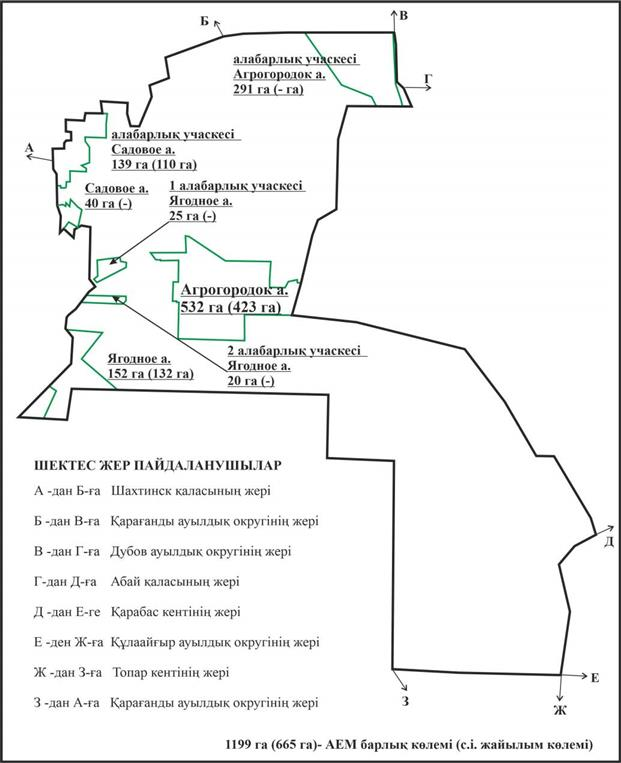 Б
В
алабарлық учаскесі
Агрогородок а.
291 га (- га)
Г
алабарлық учаскесі
Садовое а.
139 га (110 га)
А
Садовое а.
40 га (-)
1 алабарлық учаскесі
Ягодное а.
25 га (-)
Агрогородок а.
532 га (423 га)
2 алабарлық учаскесі
Ягодное а.
20 га (-)
Ягодное а.
152 га (132 га)
ШЕКТЕС ЖЕР ПАЙДАЛАНУШЫЛАР
А -дан Б-ға Шахтинск қаласының жері
Б -дан В-ға Қарағанды ауылдық округінің жері
В -дан Г-ға Дубов ауылдық округінің жері
Г-дан Д-ға Абай қаласының жері
Д -дан Е-ге Қарабас кентінің жері
Е -ден Ж-ға Құлаайғыр ауылдық округінің жері
Ж -дан З-ға Топар кентінің жері
З -дан А-ға Қарағанды ауылдық округінің жері
Д
З
Е
Ж
1199 га (665 га)- АЕМ барлық көлемі (с.і. жайылым көлемі)